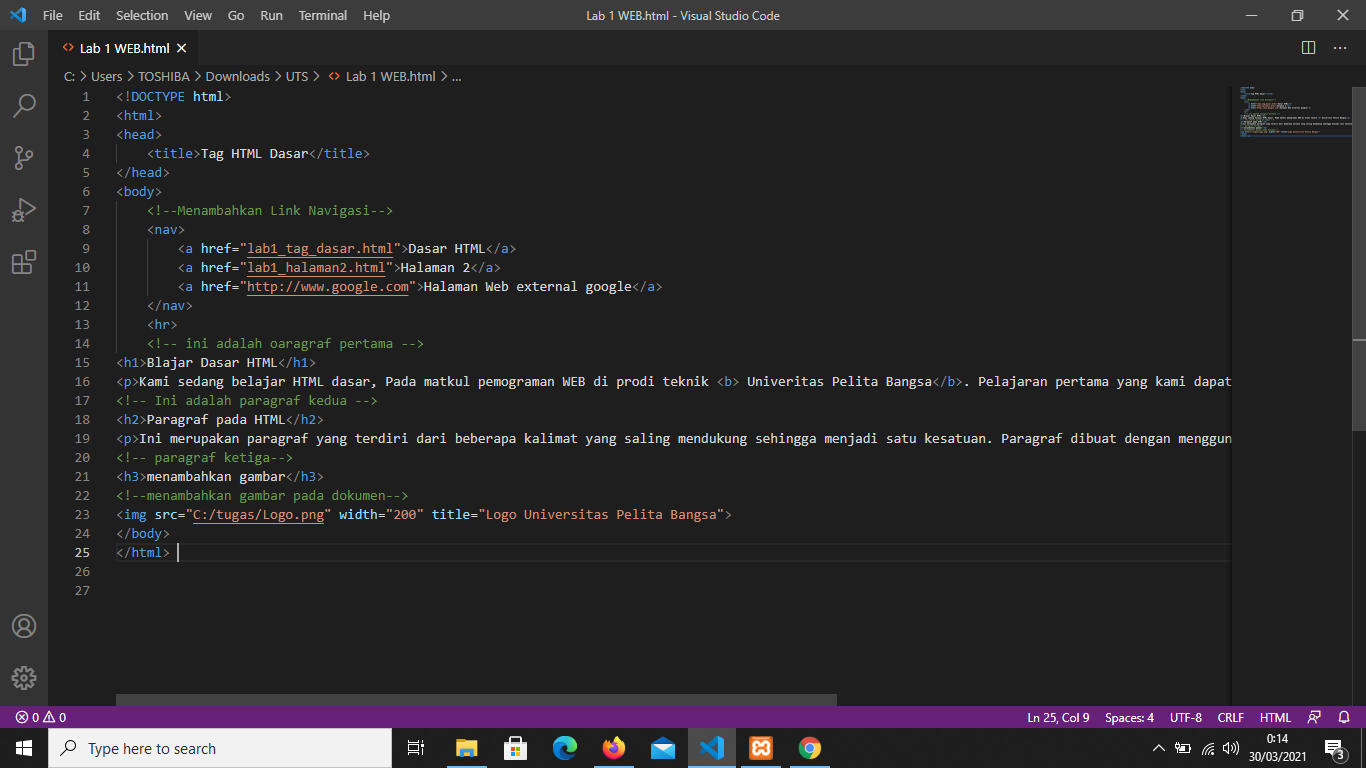 File Edit Selection View Go Run Terminal Help
Lab 1 WEB.html - Visual Studio Code
Lab 1 WEB.html
C: > Users > TOSHIBA > Downloads > UTS > Lab 1 WEB.html > ...
1 <!DOCTYPE html>
2 <html>
3 <head>
4 <title>Tag HTML Dasar</title>
5 </head>
6 <body>
7 <!--Menambahkan Link Navigasi-->
8 <nav>
9 <a href="lab1_tag_dasar.html">Dasar HTML</a>
10 <a href="lab1_halaman2.html">Halaman 2</a>
11 <a href="http://www.google.com">Halaman Web external google</a>
12 </nav>
13 <hr>
14 <!-- ini adalah oaragraf pertama -->
15 <h1>Blajar Dasar HTML</h1>
16 <p>Kami sedang belajar HTML dasar, Pada matkul pemograman WEB di prodi teknik <b> Univeritas Pelita Bangsa</b>. Pelajaran pertama yang kami dapat
17 <!-- Ini adalah paragraf kedua -->
18 <h2>Paragraf pada HTML</h2>
19 <p>Ini merupakan paragraf yang terdiri dari beberapa kalimat yang saling mendukung sehingga menjadi satu kesatuan. Paragraf dibuat dengan menggun
20 <!-- paragraf ketiga-->
21 <h3>menambahkan gambar</h3>
22 <!--menambahkan gambar pada dokumen-->
23 <img src="C:/tugas/Logo.png" width="200" title="Logo Universitas Pelita Bangsa">
24 </body>
25 </html>
26
27
0 0
Ln 25, Col 9 Spaces: 4 UTF-8 CRLF HTML
Type here to search
0:14
30/03/2021
3